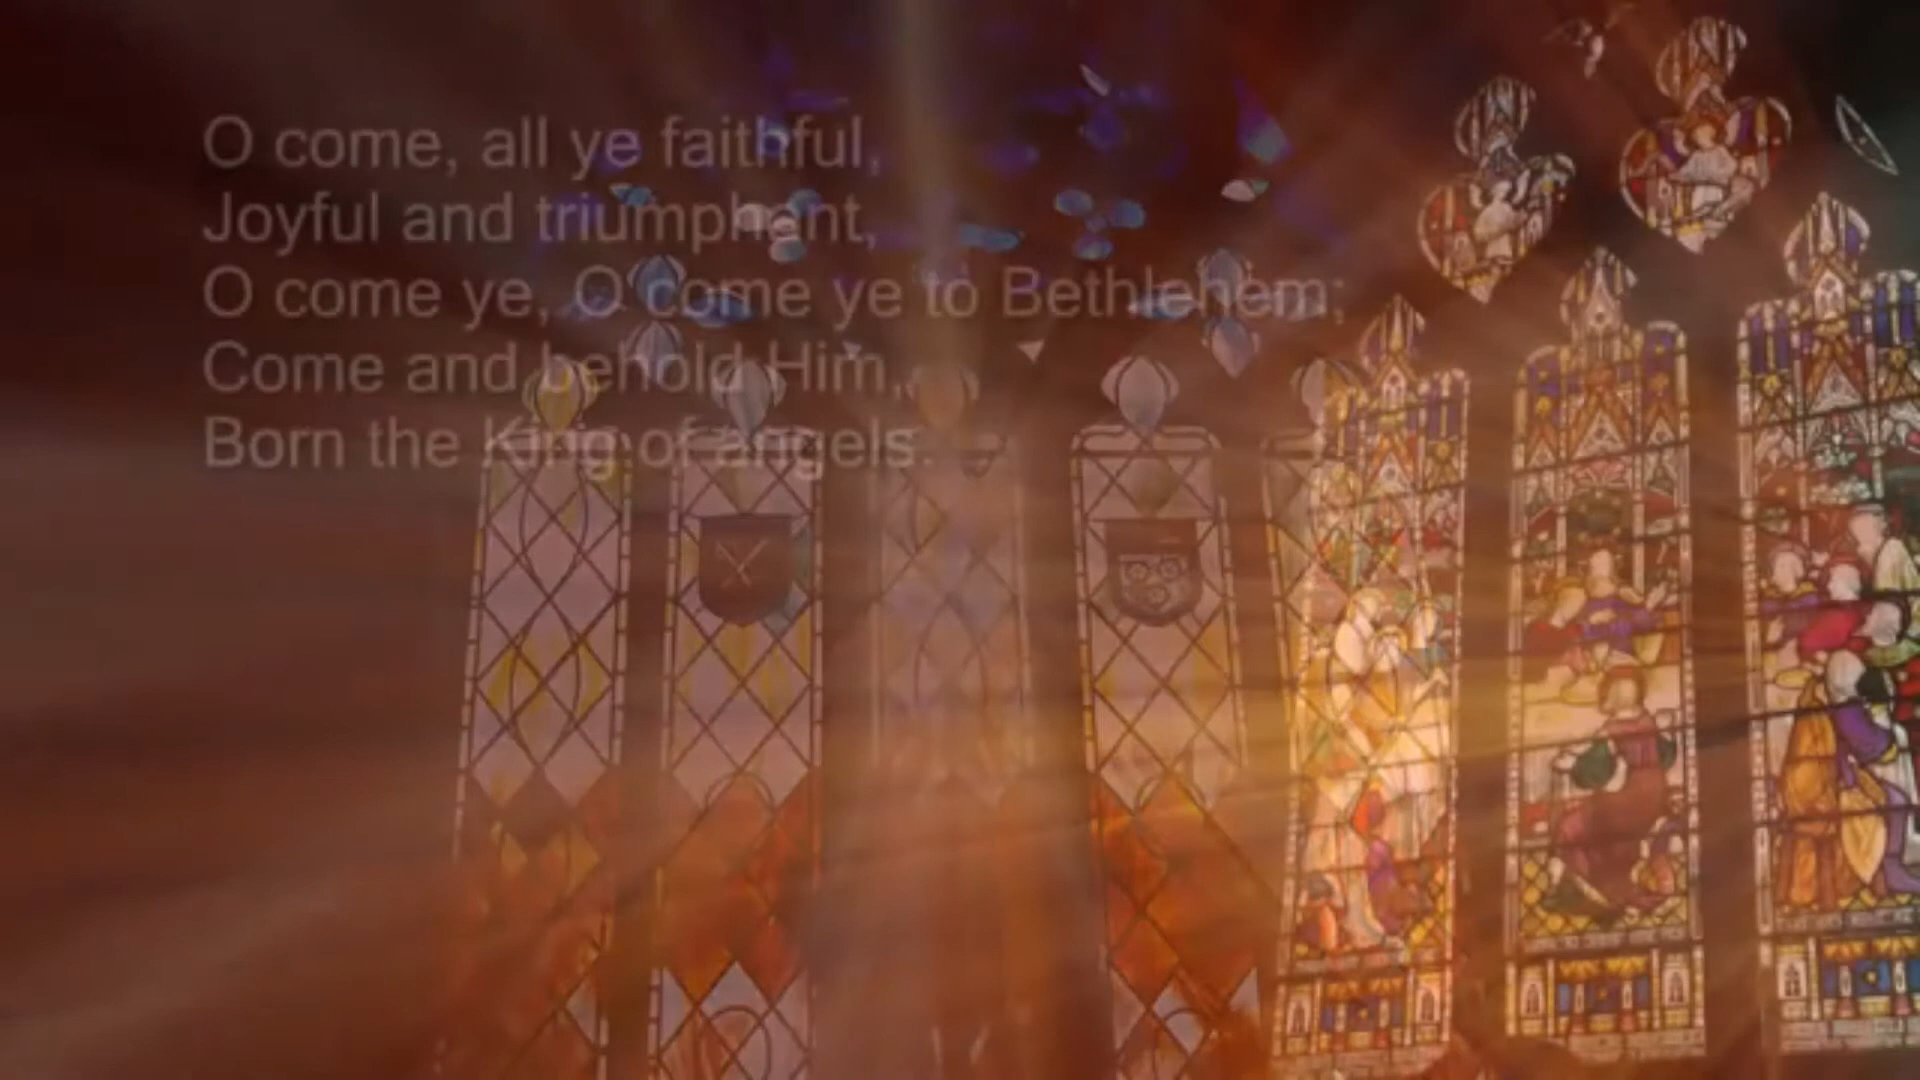 O come, all ye faithful,
Joyful and triumphant,
O come ye, O come ye to Bethlehem;
Come and behold Him,
Born the King of angels.